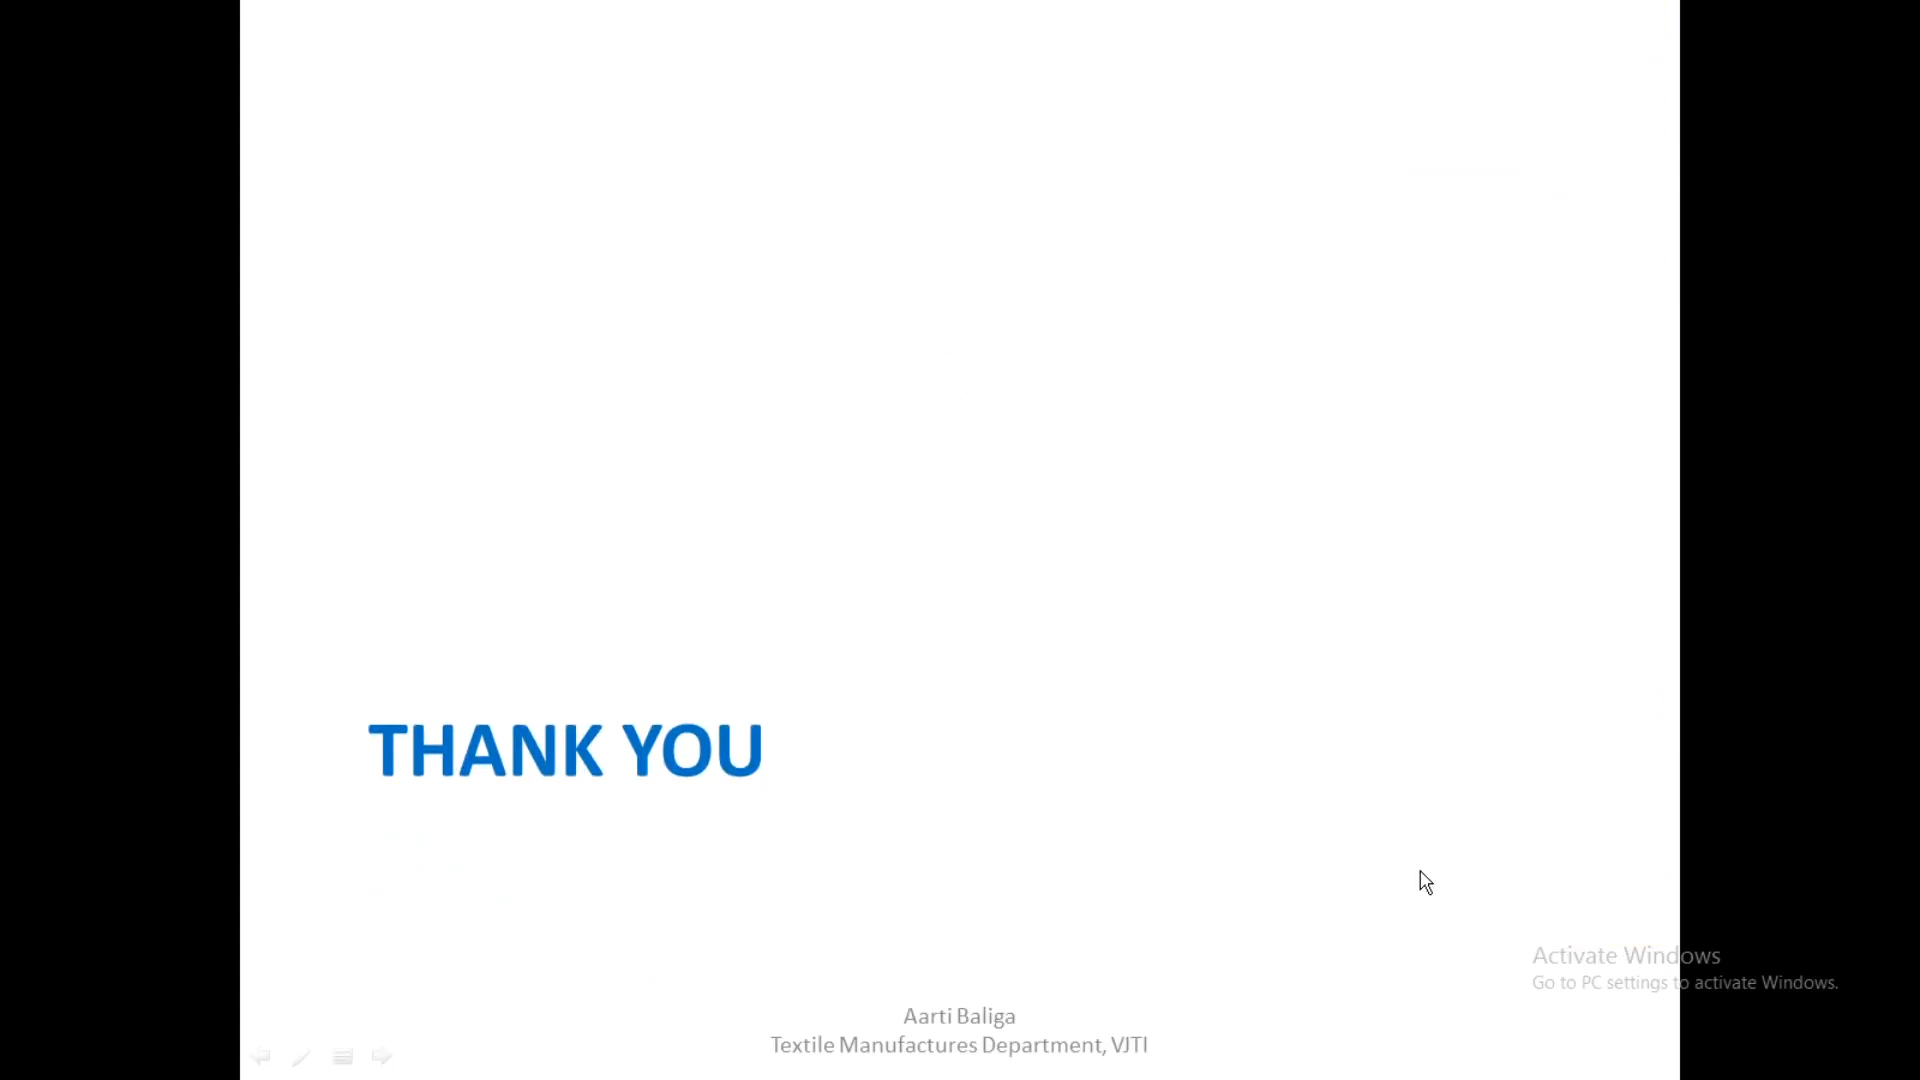 THANK YOU
Activate Windows
Go to PC settings to activate Windows.
Aarti Baliga
Textile Manufactures Department, VJTI